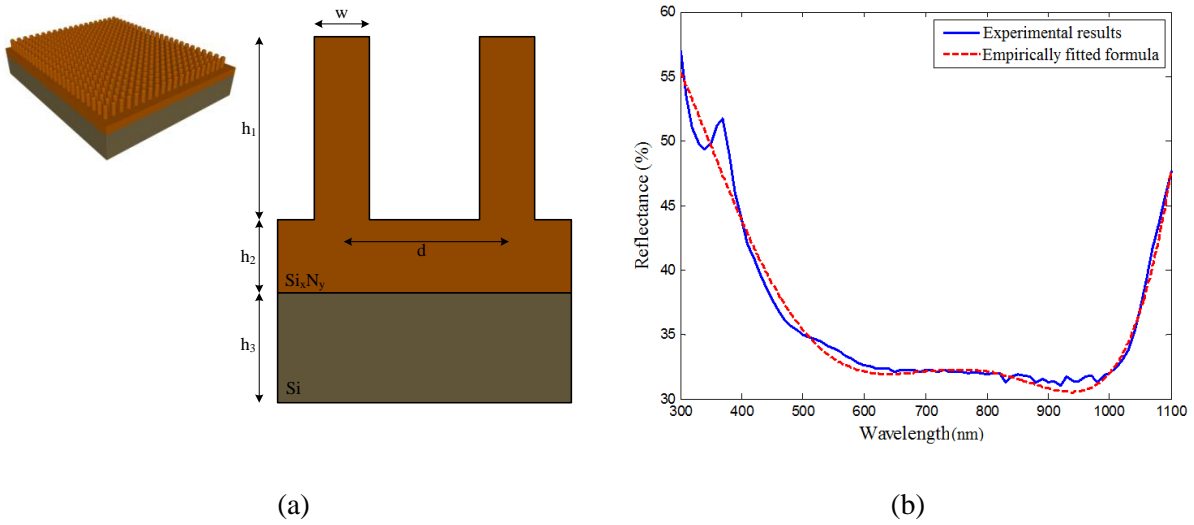 w
h₁
d
h₂
SiₓNᵧ
h₃
Si
(a)
60
55
50
45
40
35
30
Reflectance (%)
Experimental results
Empirically fitted formula
300 400 500 600 700 800 900 1000 1100
Wavelength(nm)
(b)